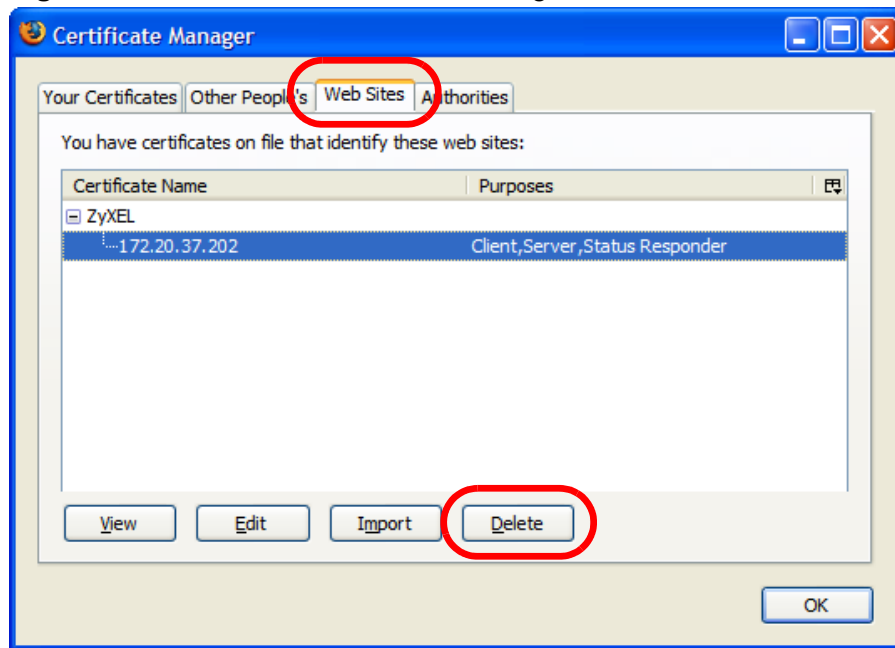 Certificate Manager
Your Certificates Other People's Web Sites Authorities
You have certificates on file that identify these web sites:
Certificate Name Purposes
ZyXEL
172.20.37.202 Client,Server,Status Responder
View Edit Import Delete
OK